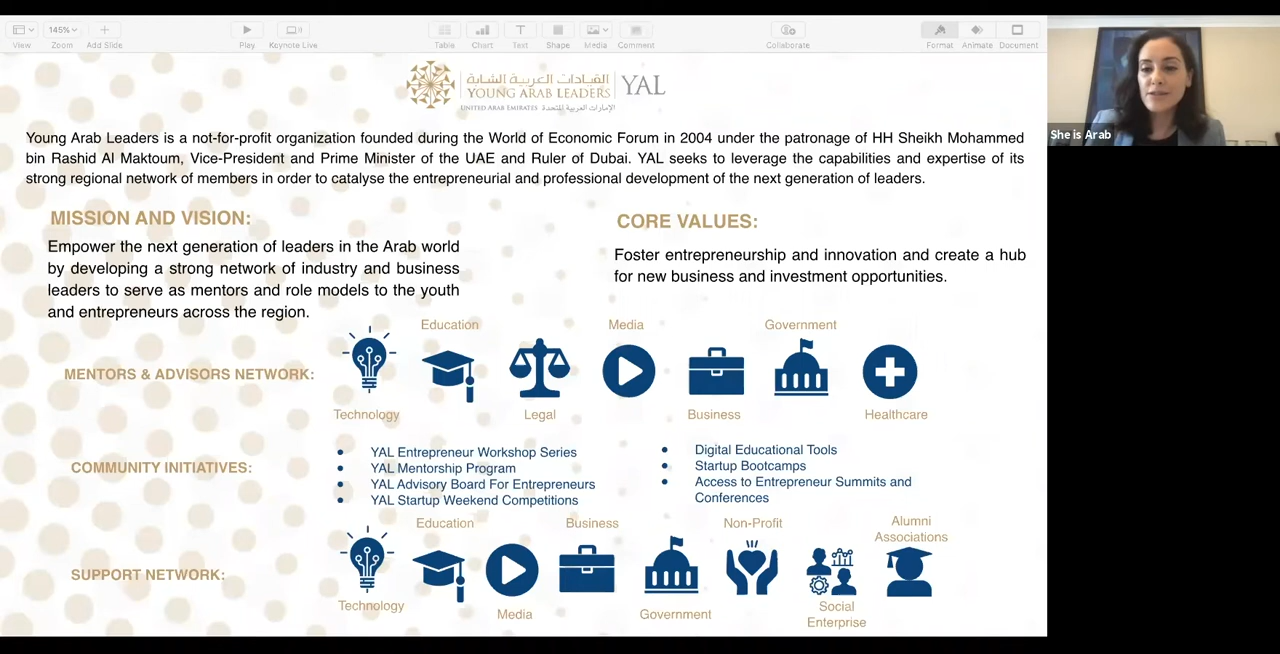 View
145%
Zoom
Add Slide
Play
Keynote Live
Table
Chart
Text
Shape
Media
Comment
Collaborate
Format
Animate
Document
القيادات العربية الشابة
YOUNG ARAB LEADERS
YAL
UNITED ARAB EMIRATES الإمارات العربية المتحدة
She is Arab
Young Arab Leaders is a not-for-profit organization founded during the World of Economic Forum in 2004 under the patronage of HH Sheikh Mohammed
bin Rashid Al Maktoum, Vice-President and Prime Minister of the UAE and Ruler of Dubai. YAL seeks to leverage the capabilities and expertise of its
strong regional network of members in order to catalyse the entrepreneurial and professional development of the next generation of leaders.
MISSION AND VISION:
Empower the next generation of leaders in the Arab world
by developing a strong network of industry and business
leaders to serve as mentors and role models to the youth
and entrepreneurs across the region.
CORE VALUES:
Foster entrepreneurship and innovation and create a hub
for new business and investment opportunities.
MENTORS & ADVISORS NETWORK:
Education
Media
Government
Technology
Legal
Business
Healthcare
COMMUNITY INITIATIVES:
• YAL Entrepreneur Workshop Series
• YAL Mentorship Program
• YAL Advisory Board For Entrepreneurs
• YAL Startup Weekend Competitions
• Digital Educational Tools
• Startup Bootcamps
• Access to Entrepreneur Summits and
Conferences
SUPPORT NETWORK:
Education
Business
Non-Profit
Alumni
Associations
Technology
Media
Government
Social
Enterprise